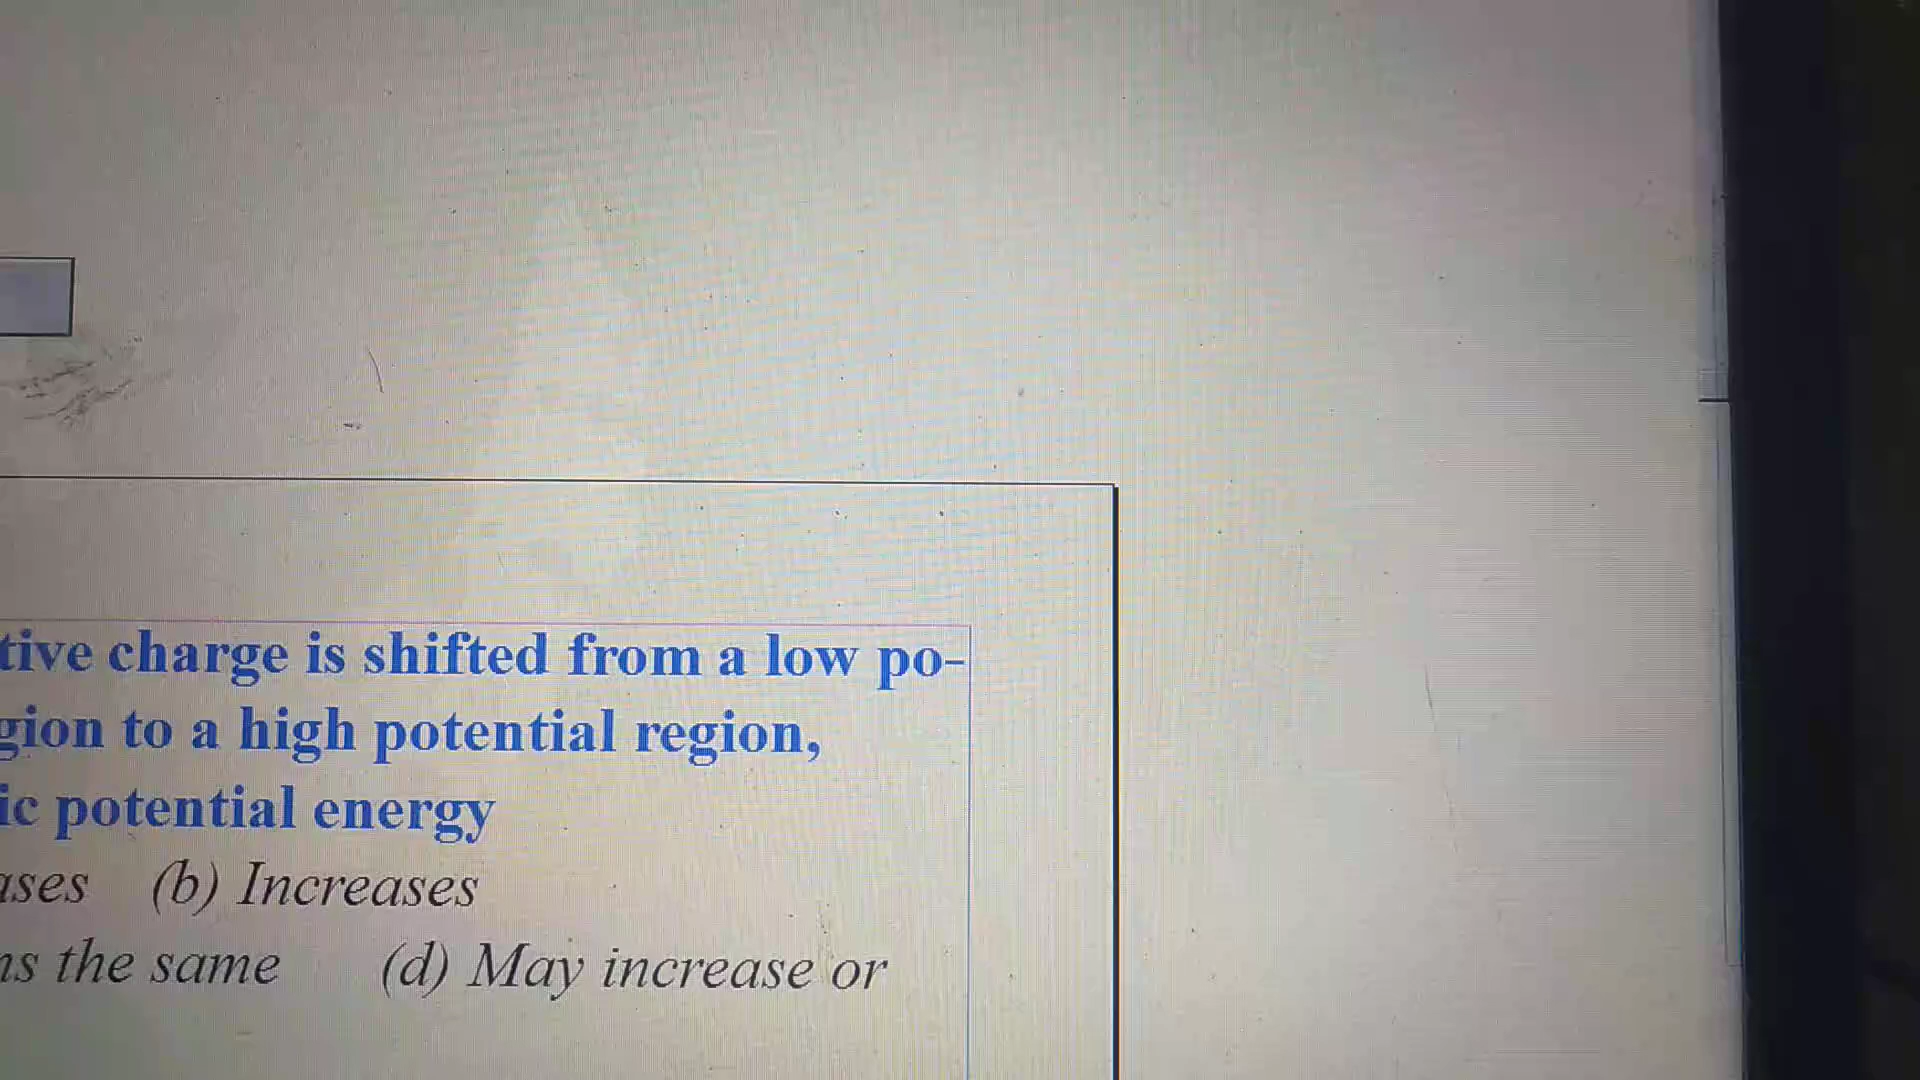 tive charge is shifted from a low po-
gion to a high potential region,
ic potential energy
ases (b) Increases
ns the same (d) May increase or